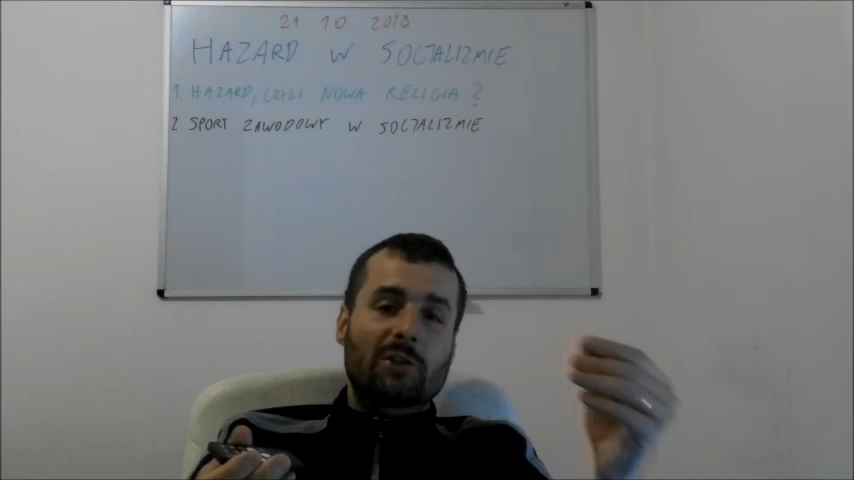 21 10 2013
HAZARD W SOCJALIZMIE
1. HAZARD, CZYLI NOWA RELIGIA?
2 SPORT ZAWODOWY W SOCJALIZMIE